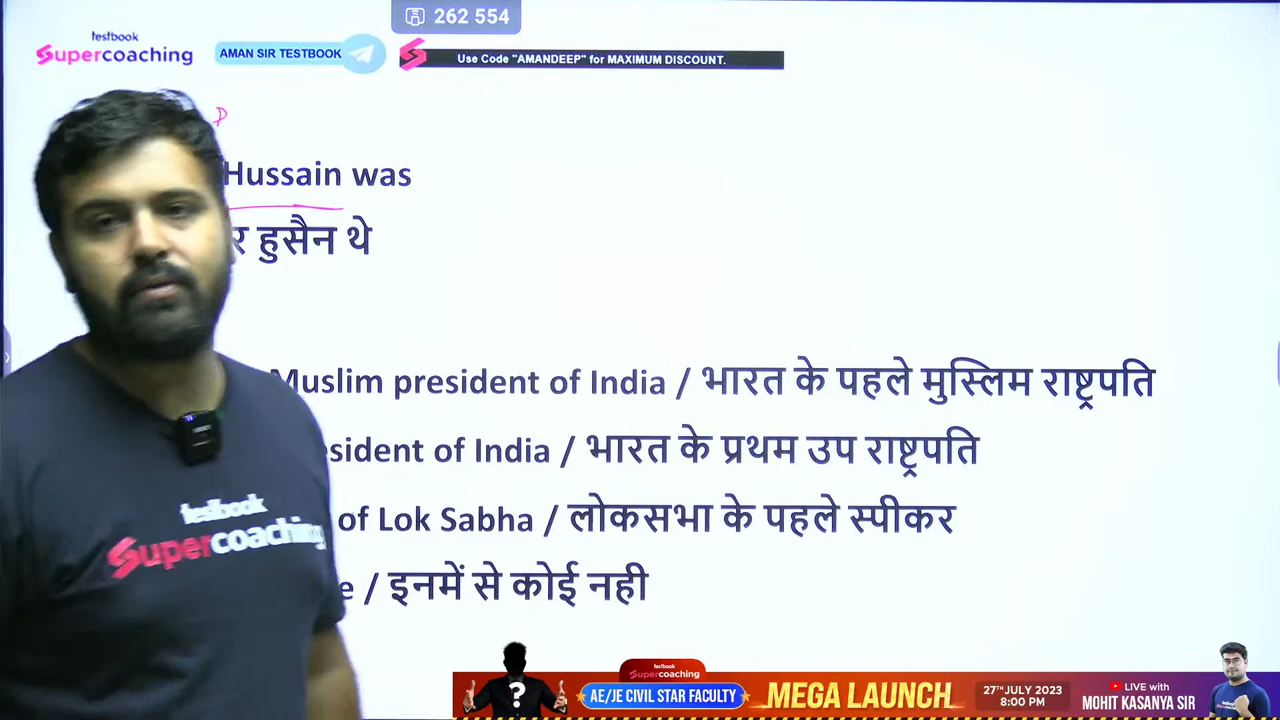 262 554
testbook
Supercoaching
AMAN SIR TESTBOOK
Use Code "AMANDEEP" for MAXIMUM DISCOUNT.
Hussain was
र हुसैन थे
Muslim president of India / भारत के पहले मुस्लिम राष्ट्रपति
sident of India / भारत के प्रथम उप राष्ट्रपति
of Lok Sabha / लोकसभा के पहले स्पीकर
e / इनमें से कोई नही
testbook
Supercoaching
testbook
Supercoaching
?
AE/JE CIVIL STAR FACULTY
MEGA LAUNCH
27TH JULY 2023
8:00 PM
LIVE with
MOHIT KASANYA SIR